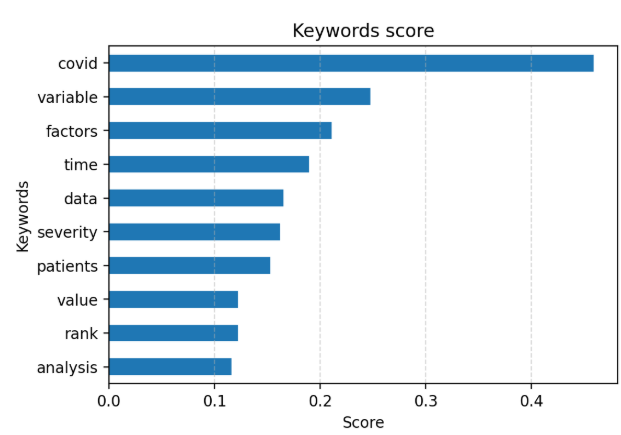 Keywords score
covid
variable
factors
time
data
severity
patients
value
rank
analysis
Keywords
0.0 0.1 0.2 0.3 0.4
Score